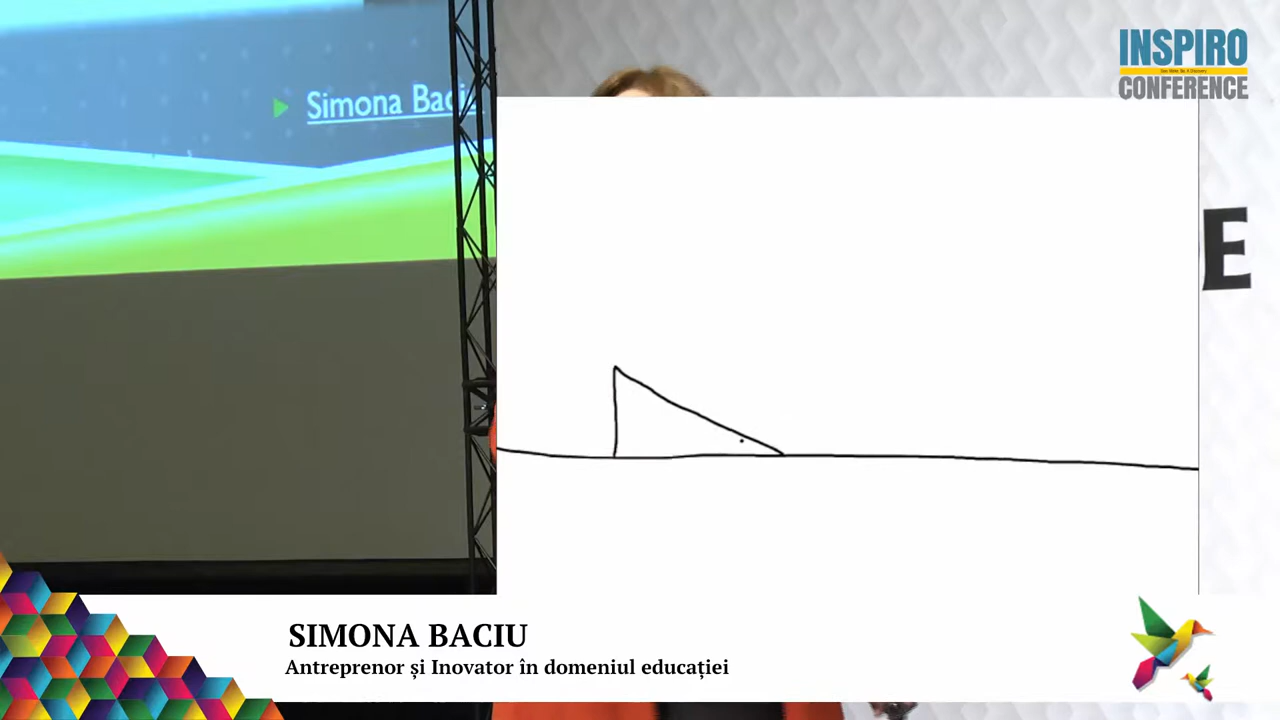 Simona Baciu
INSPIRO
CONFERENCE
E
SIMONA BACIU
Antreprenor și Inovator în domeniul educației